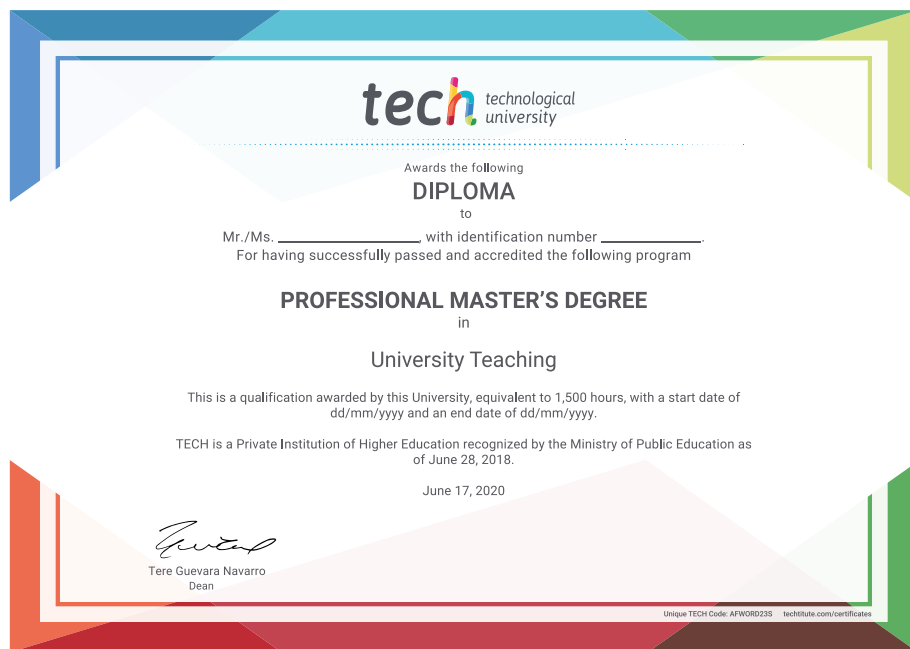 tech technological
university
Awards the following
DIPLOMA
to
Mr./Ms. ____________________, with identification number ______________.
For having successfully passed and accredited the following program
PROFESSIONAL MASTER’S DEGREE
in
University Teaching
This is a qualification awarded by this University, equivalent to 1,500 hours, with a start date of
dd/mm/yyyy and an end date of dd/mm/yyyy.
TECH is a Private Institution of Higher Education recognized by the Ministry of Public Education as
of June 28, 2018.
June 17, 2020
Tere Guevara Navarro
Dean
Unique TECH Code: AFWORD23S techtitute.com/certificates